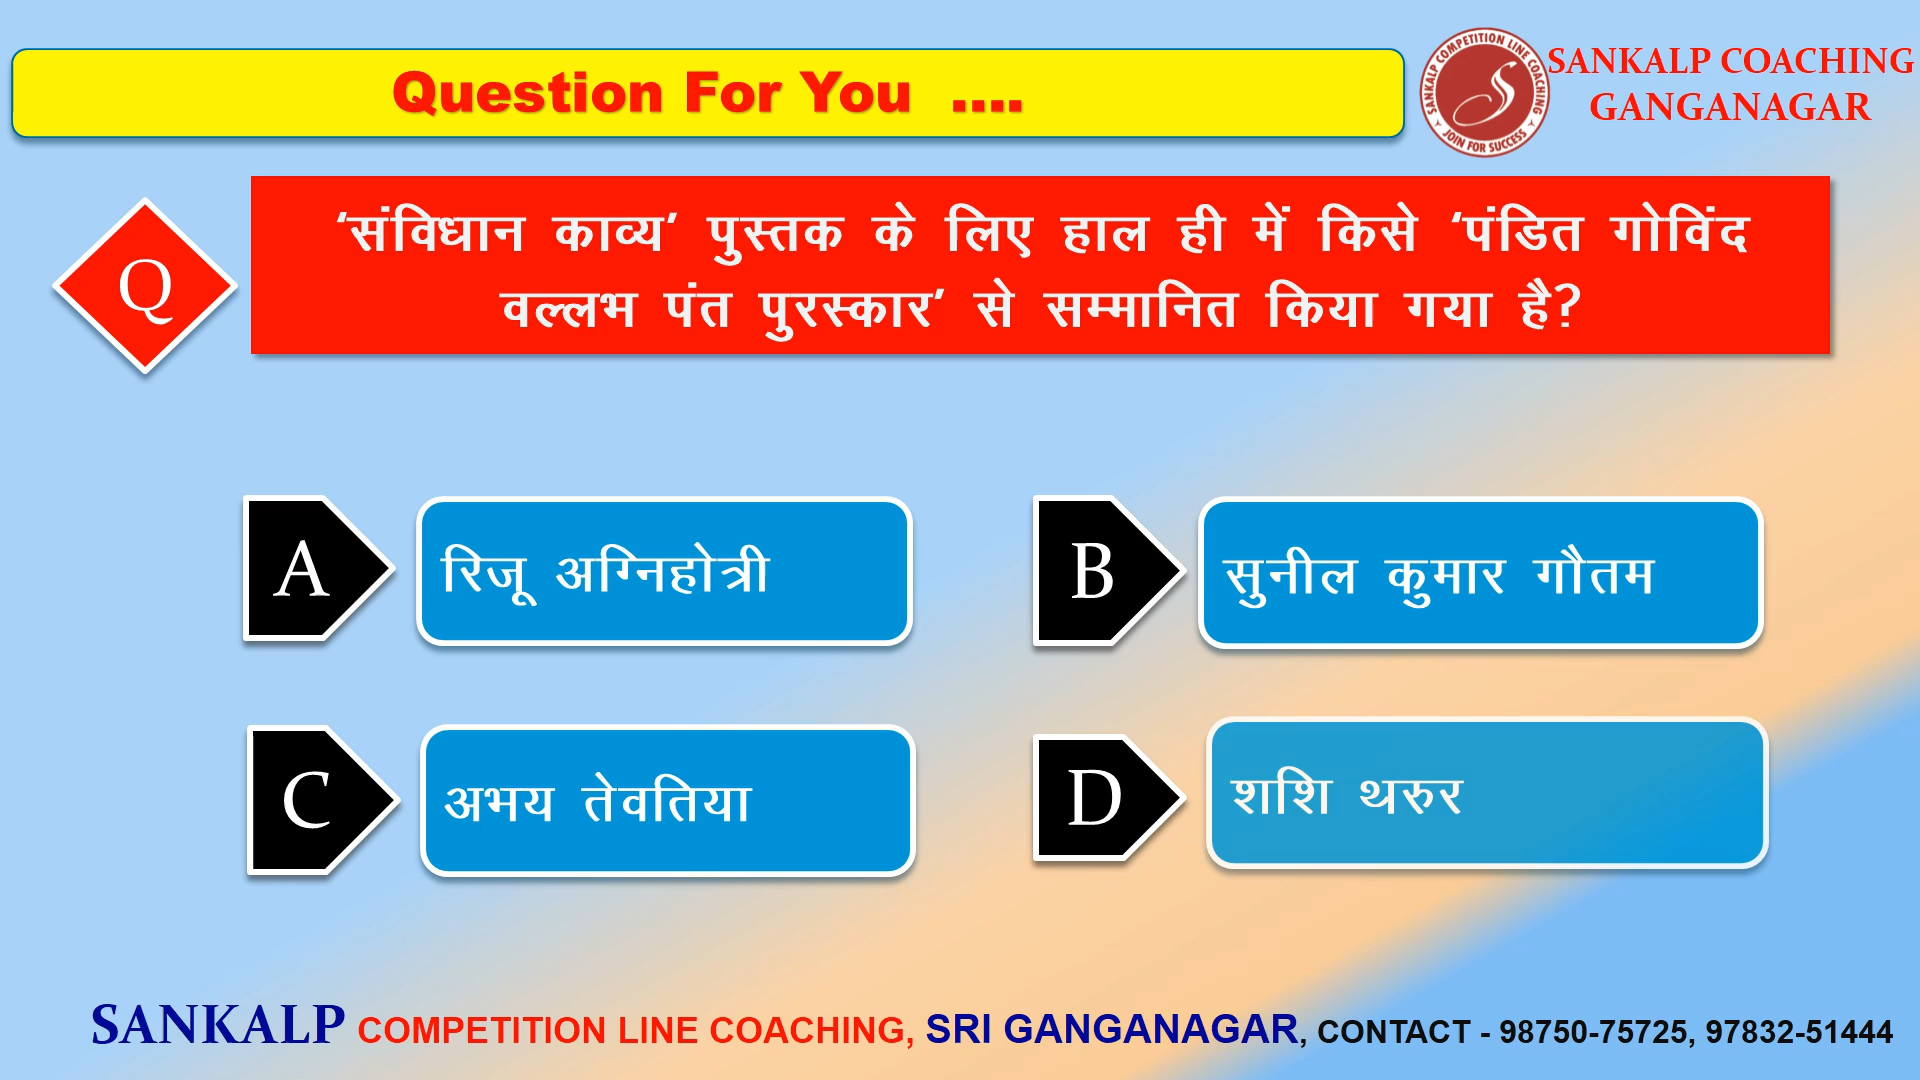 Question For You ....
SANKALP COMPETITION LINE COACHING
JOIN FOR SUCCESS
SANKALP COACHING
GANGANAGAR
Q
'संविधान काव्य' पुस्तक के लिए हाल ही में किसे 'पंडित गोविंद
वल्लभ पंत पुरस्कार' से सम्मानित किया गया है?
A
रिजू अग्निहोत्री
B
सुनील कुमार गौतम
C
अभय तेवतिया
D
शशि थरुर
SANKALP COMPETITION LINE COACHING, SRI GANGANAGAR, CONTACT - 98750-75725, 97832-51444